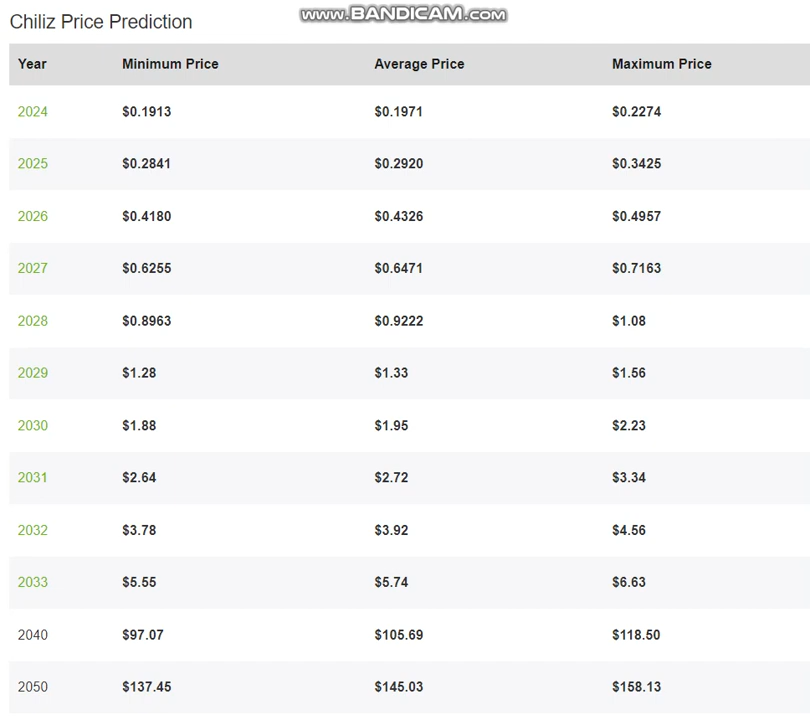 www.BANDICAM.com
Chiliz Price Prediction
Year Minimum Price Average Price Maximum Price
2024 $0.1913 $0.1971 $0.2274
2025 $0.2841 $0.2920 $0.3425
2026 $0.4180 $0.4326 $0.4957
2027 $0.6255 $0.6471 $0.7163
2028 $0.8963 $0.9222 $1.08
2029 $1.28 $1.33 $1.56
2030 $1.88 $1.95 $2.23
2031 $2.64 $2.72 $3.34
2032 $3.78 $3.92 $4.56
2033 $5.55 $5.74 $6.63
2040 $97.07 $105.69 $118.50
2050 $137.45 $145.03 $158.13